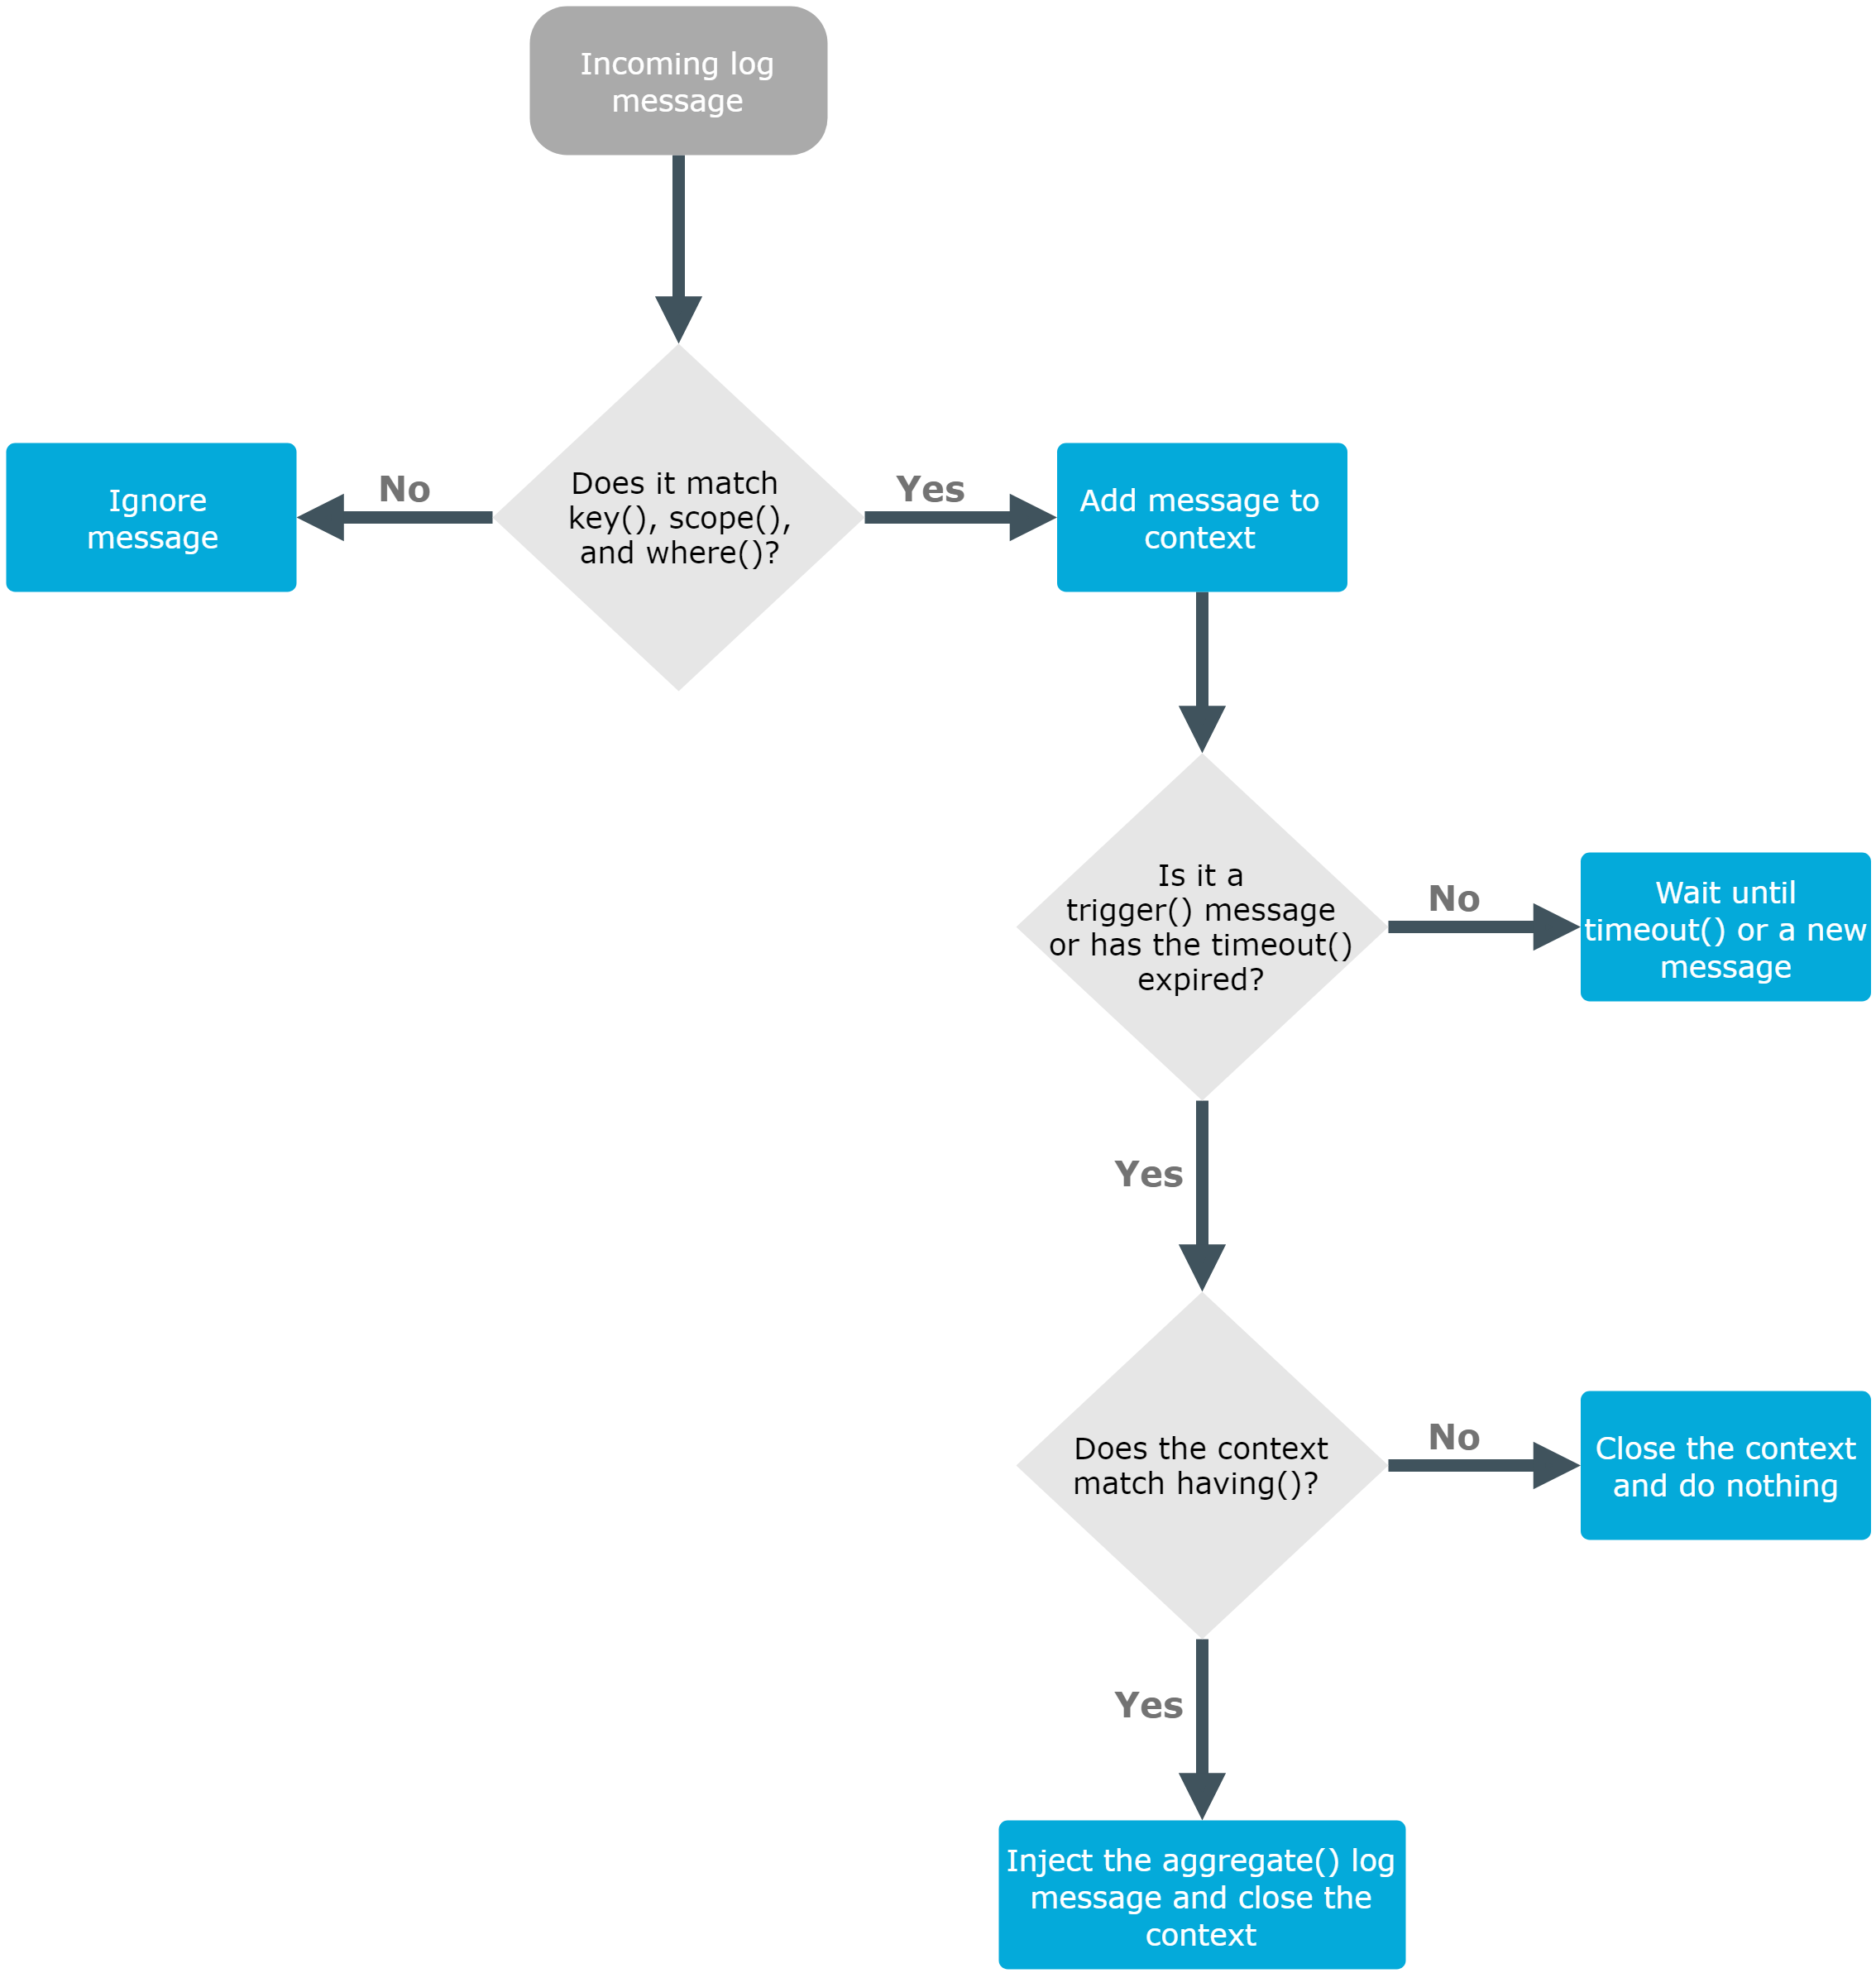 Incoming log
message
Does it match
key(), scope(),
and where()?
No
Ignore
message
Yes
Add message to
context
Is it a
trigger() message
or has the timeout()
expired?
No
Wait until
timeout() or a new
message
Yes
Does the context
match having()?
No
Close the context
and do nothing
Yes
Inject the aggregate() log
message and close the
context